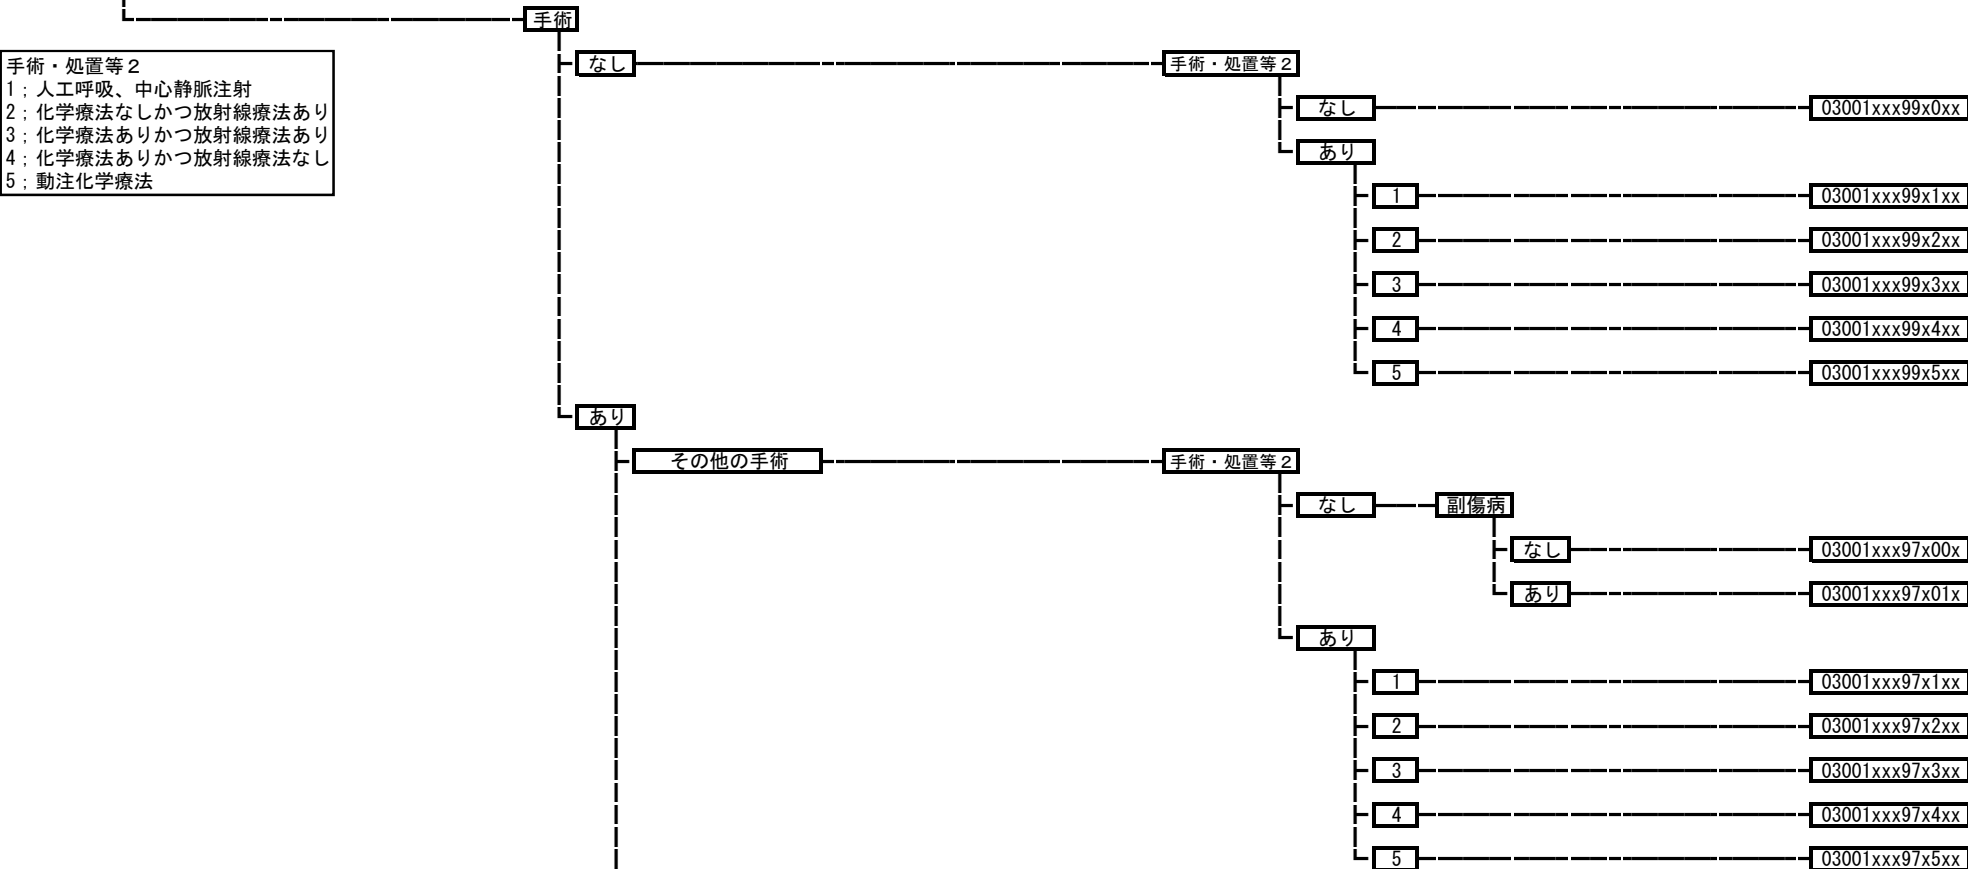 手術
なし
手術・処置等2
手術・処置等2
1;人工呼吸、中心静脈注射
2;化学療法なしかつ放射線療法あり
3;化学療法ありかつ放射線療法あり
4;化学療法ありかつ放射線療法なし
5;動注化学療法
なし
03001xxx99x0xx
あり
1
03001xxx99x1xx
2
03001xxx99x2xx
3
03001xxx99x3xx
4
03001xxx99x4xx
5
03001xxx99x5xx
あり
その他の手術
手術・処置等2
なし
副傷病
なし
03001xxx97x00x
あり
03001xxx97x01x
あり
1
03001xxx97x1xx
2
03001xxx97x2xx
3
03001xxx97x3xx
4
03001xxx97x4xx
5
03001xxx97x5xx